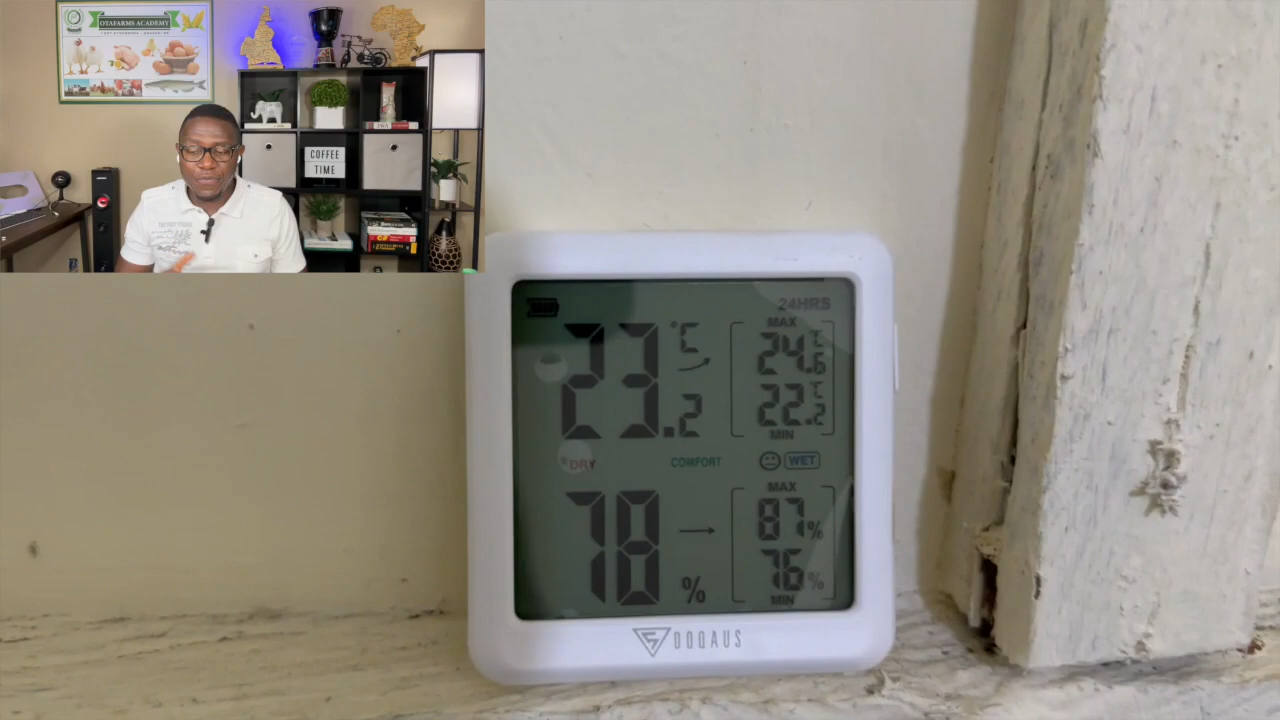 OTAFARMS ACADEMY
COFFEE
TIME
24HRS
MAX
24.6 °C
23.2 °C
22.2 °C
MIN
DRY
COMFORT
WET
MAX
87%
78%
76%
MIN
DOQAUS